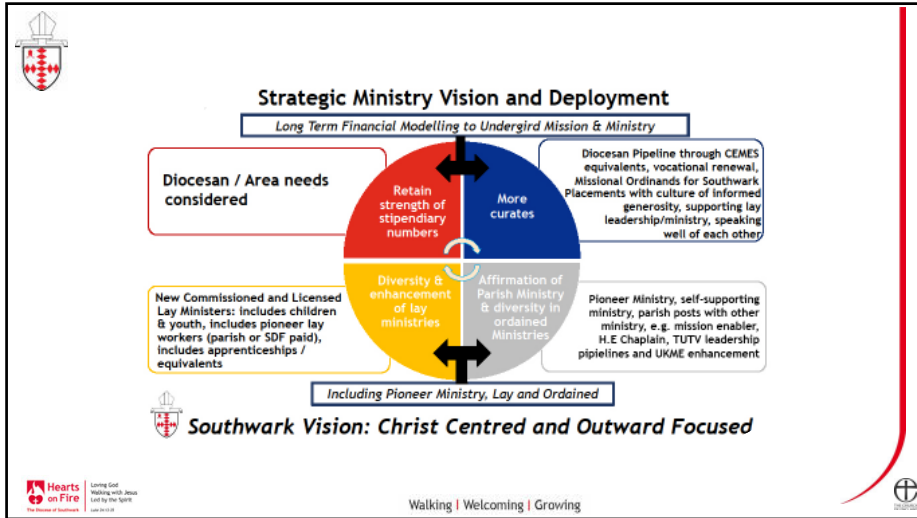 Strategic Ministry Vision and Deployment
Long Term Financial Modelling to Undergird Mission & Ministry
Diocesan / Area needs
considered
Retain
strength of
stipendiary
numbers
More
curates
Diocesan Pipeline through CEMES
equivalents, vocational renewal,
Missional Ordinands for Southwark
Placements with culture of informed
generosity, supporting lay
leadership/ministry, speaking
well of each other
New Commissioned and Licensed
Lay Ministers: includes children
& youth, includes pioneer lay
workers (parish or SDF paid),
includes apprenticeships /
equivalents
Diversity &
enhancement
of lay
ministries
Affirmation of
Parish Ministry
& diversity in
ordained
Ministries
Pioneer Ministry, self-supporting
ministry, parish posts with other
ministry, e.g. mission enabler,
H.E Chaplain, TUTV leadership
pipielines and UKME enhancement
Including Pioneer Ministry, Lay and Ordained
Southwark Vision: Christ Centred and Outward Focused
Hearts
on Fire
The Diocese of Southwark
Loving God
Walking with Jesus
Led by the Spirit
Walking | Welcoming | Growing